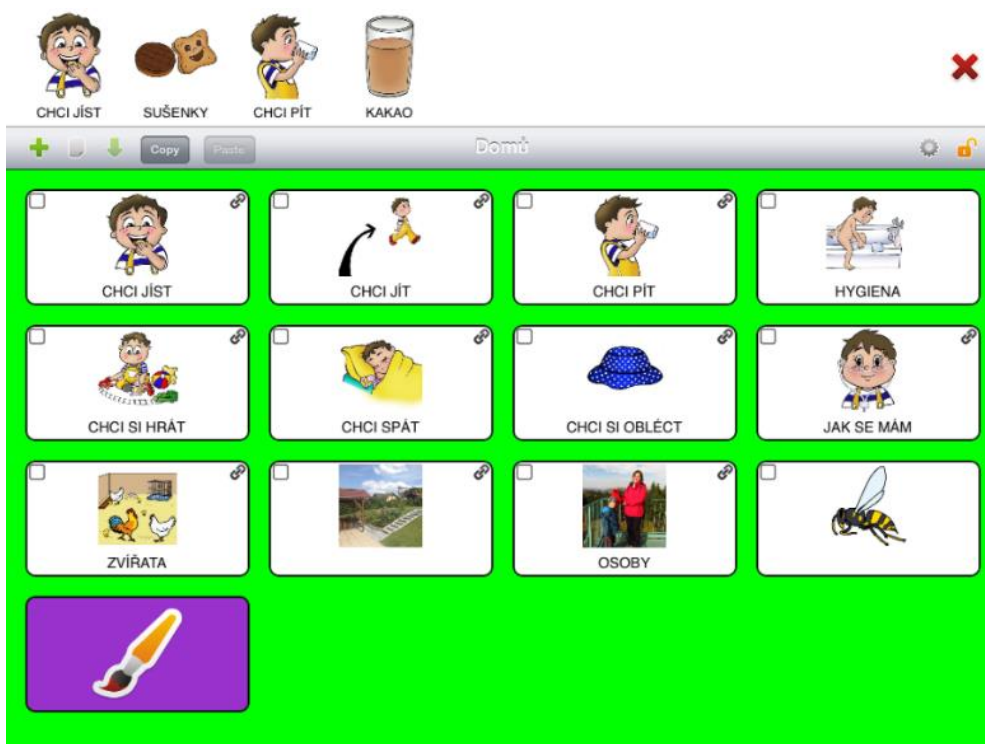 CHCI JÍST SUŠENKY CHCI PÍT KAKAO
Copy Paste Domů
CHCI JÍST CHCI JÍT CHCI PÍT HYGIENA
CHCI SI HRÁT CHCI SPÁT CHCI SI OBLÉCT JAK SE MÁM
ZVÍŘATA OSOBY